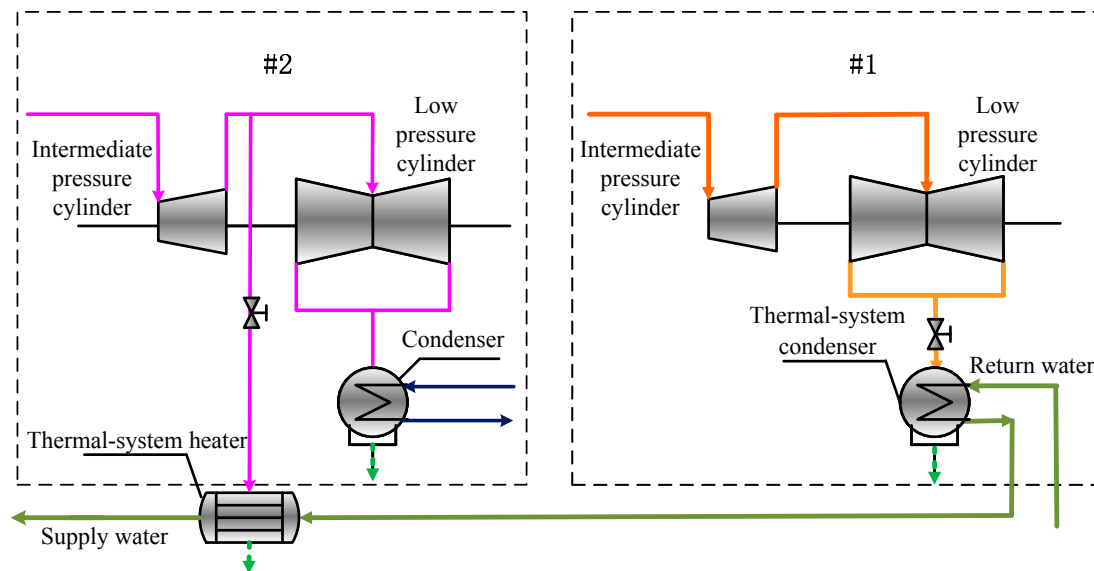 #2
Intermediate
pressure
cylinder
Low
pressure
cylinder
Condenser
Thermal-system heater
Supply water
#1
Intermediate
pressure
cylinder
Low
pressure
cylinder
Thermal-system
condenser
Return water